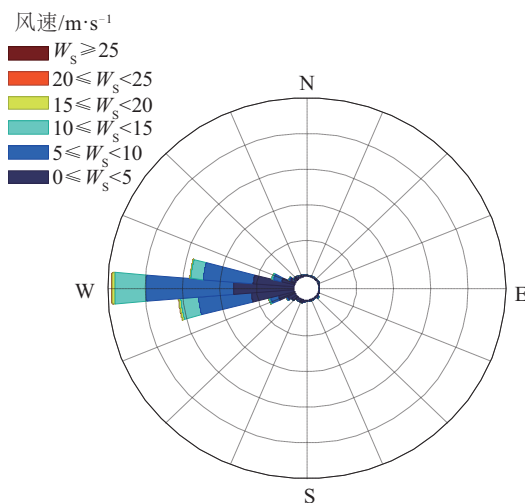 风速/m·s⁻¹
Wₛ≥25
20≤Wₛ<25
15≤Wₛ<20
10≤Wₛ<15
5≤Wₛ<10
0≤Wₛ<5
N
W
E
S